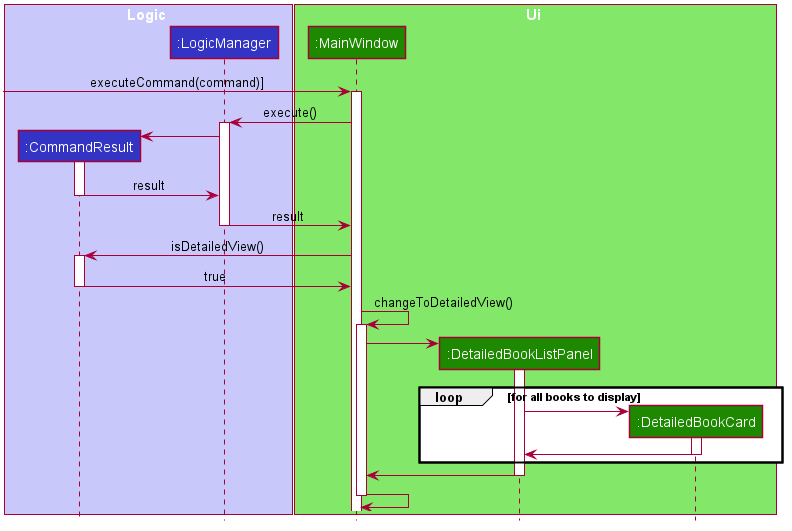 Logic
Ui
:LogicManager
:MainWindow
executeCommand(command)]
execute()
:CommandResult
result
result
isDetailedView()
true
changeToDetailedView()
:DetailedBookListPanel
loop
[for all books to display]
:DetailedBookCard